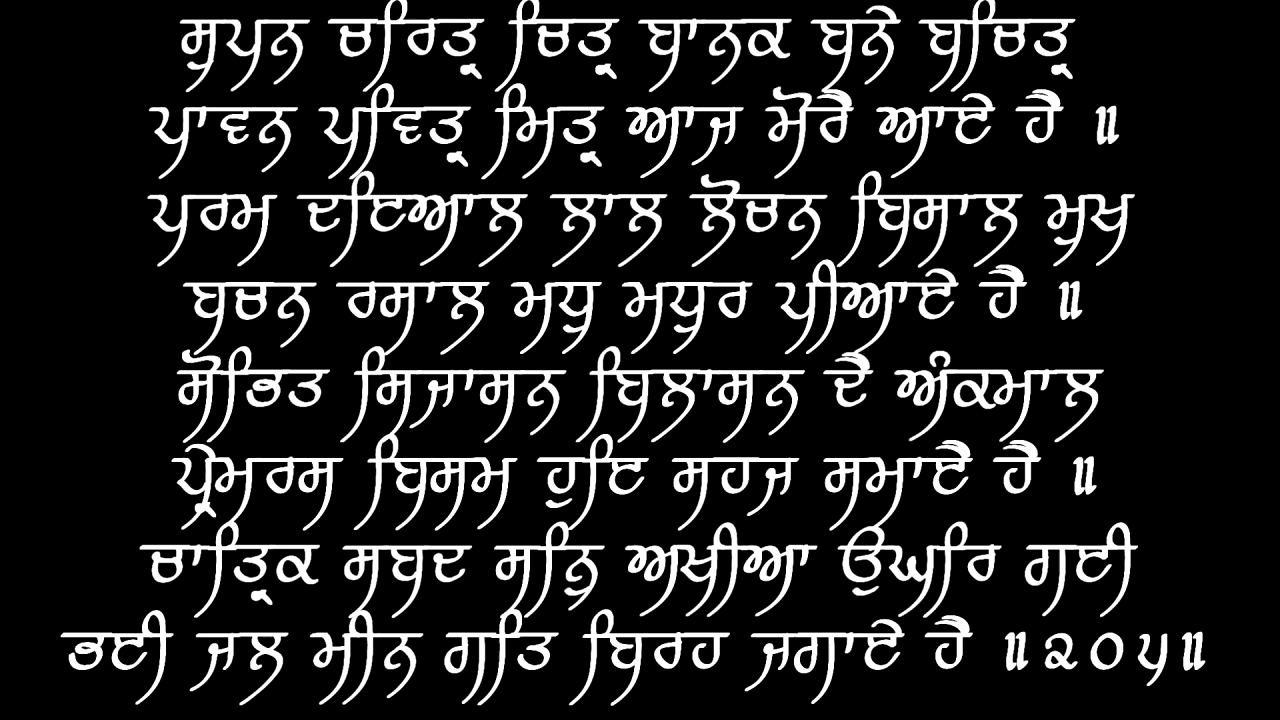 ਸੁਪਨ ਚਰਿਤ੍ਰ ਚਿਤ੍ਰ ਬਾਨਕ ਬਨੇ ਬਚਿਤ੍ਰ
ਪਾਵਨ ਪਵਿਤ੍ਰ ਮਿਤ੍ਰ ਆਜ ਮੋਰੈ ਆਏ ਹੈ ॥
ਪਰਮ ਦਇਆਲ ਲਾਲ ਲੋਚਨ ਬਿਸਾਲ ਮੁਖ
ਬਚਨ ਰਸਾਲ ਮਧੁ ਮਧੁਰ ਪੀਆਏ ਹੈ ॥
ਸੋਭਿਤ ਸਿਜਾਸਨ ਬਿਲਾਸਨ ਦੈ ਅੰਕਮਾਲ
ਪ੍ਰੇਮਰਸ ਬਿਸਮ ਹੁਇ ਸਹਜ ਸਮਾਏ ਹੈ ॥
ਚਾਤ੍ਰਿਕ ਸਬਦ ਸੁਨਿ ਅਖੀਆ ਉਘਰਿ ਗਈ
ਭਈ ਜਲ ਮੀਨ ਗਤਿ ਬਿਰਹ ਜਗਾਏ ਹੈ ॥੨੦੫॥